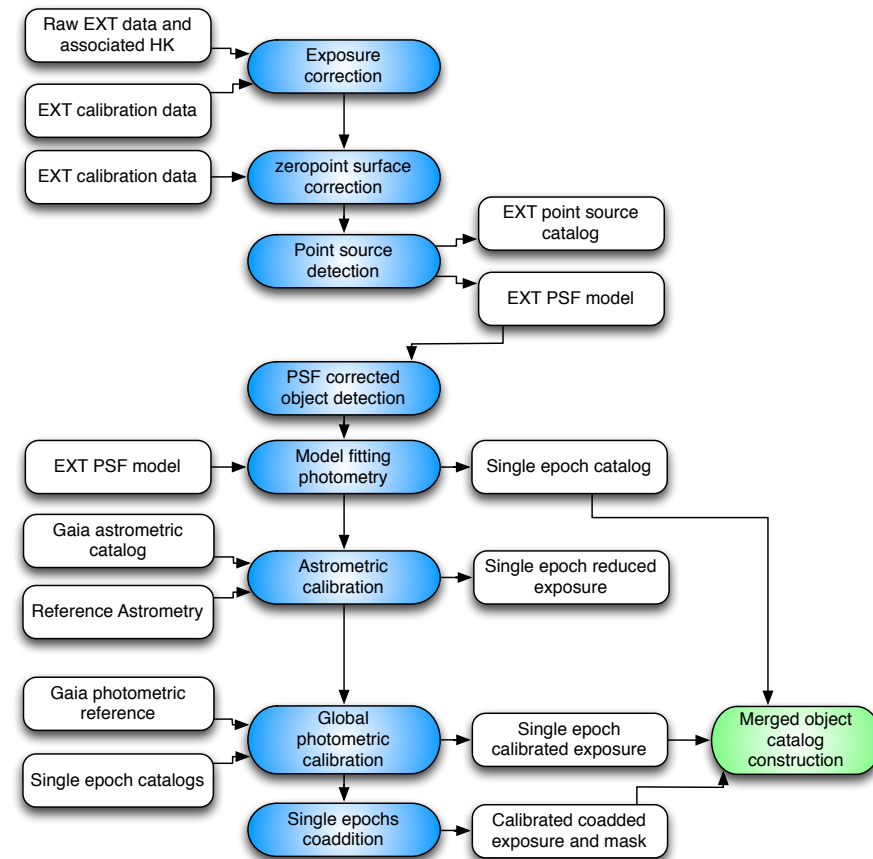 Raw EXT data and
associated HK
Exposure
correction
EXT calibration data
EXT calibration data
zeropoint surface
correction
Point source
detection
EXT point source
catalog
EXT PSF model
PSF corrected
object detection
EXT PSF model
Model fitting
photometry
Single epoch catalog
Gaia astrometric
catalog
Reference Astrometry
Astrometric
calibration
Single epoch reduced
exposure
Gaia photometric
reference
Single epoch catalogs
Global
photometric
calibration
Single epoch
calibrated exposure
Merged object
catalog
construction
Single epochs
coaddition
Calibrated coadded
exposure and mask